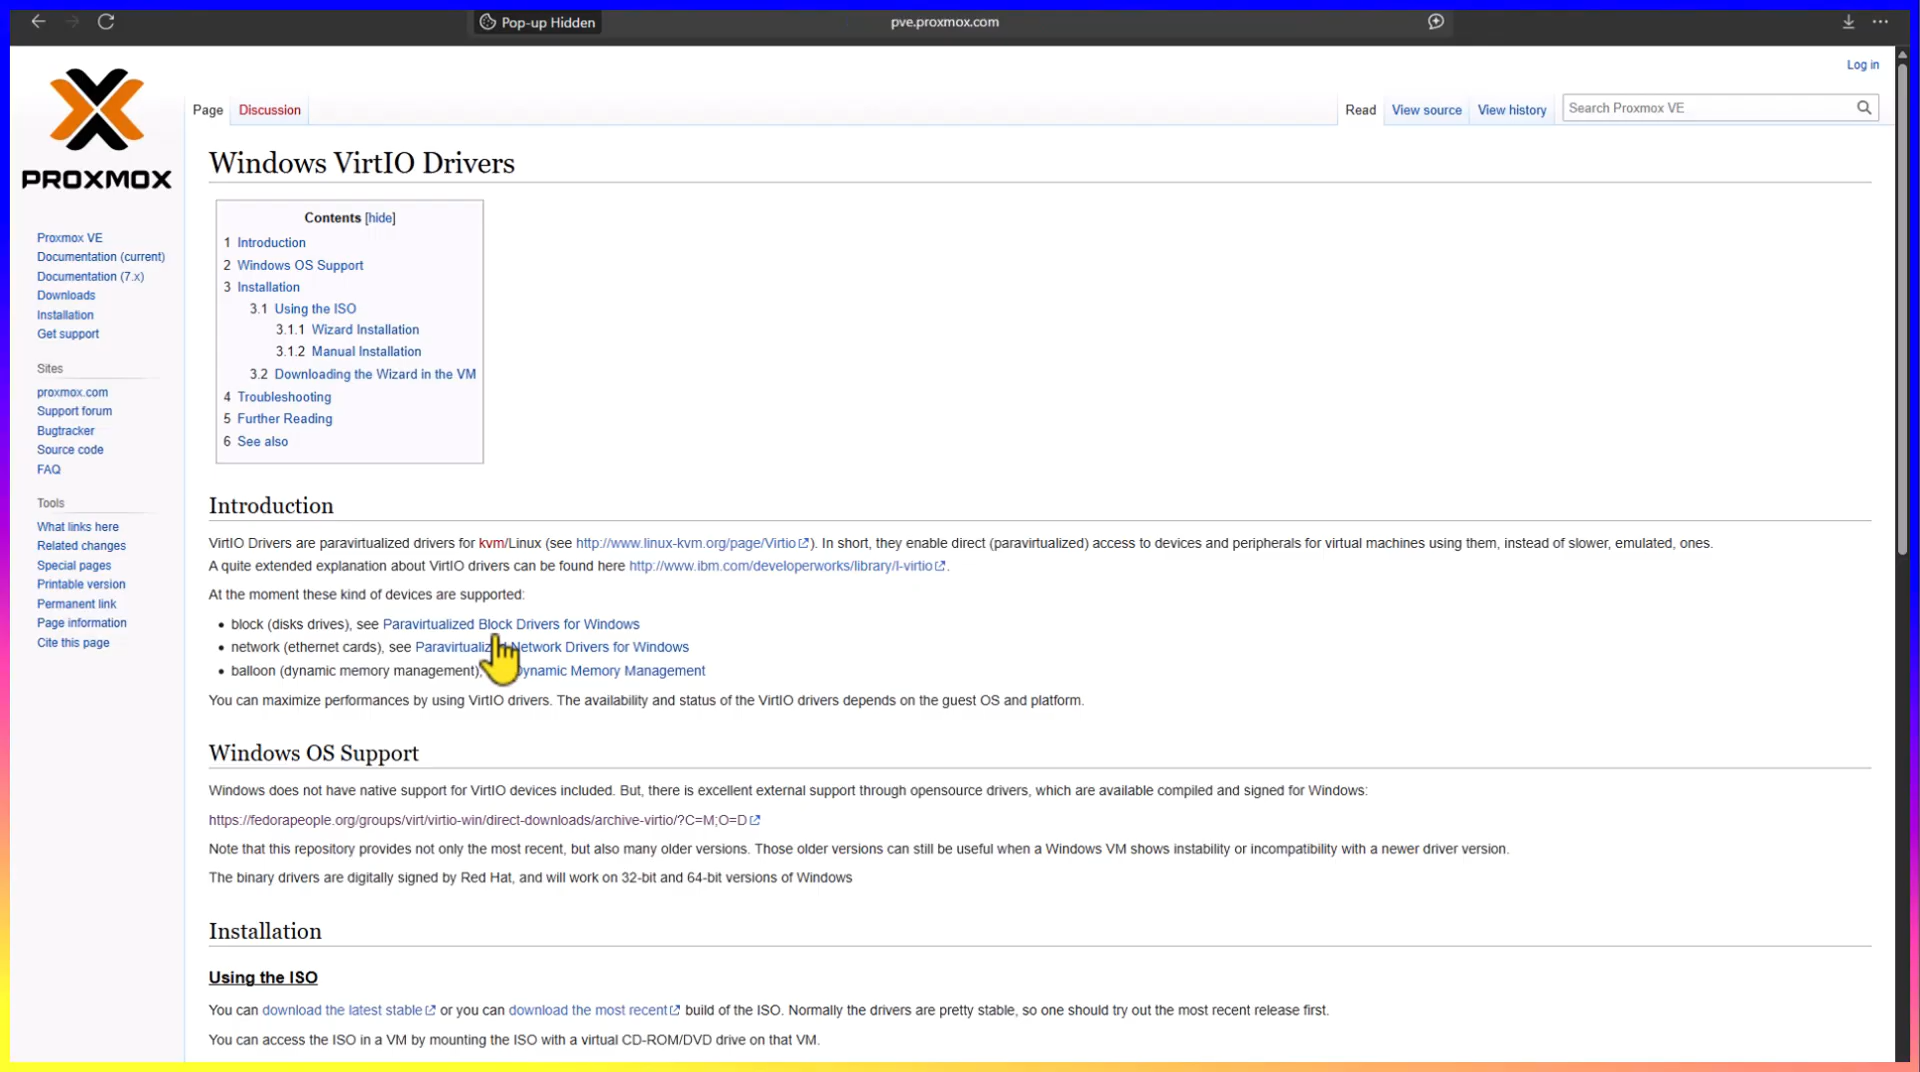 Pop-up Hidden
pve.proxmox.com
Log in
PROXMOX
Page
Discussion
Read
View source
View history
Search Proxmox VE
Windows VirtIO Drivers
Contents [hide]
1 Introduction
2 Windows OS Support
3 Installation
3.1 Using the ISO
3.1.1 Wizard Installation
3.1.2 Manual Installation
3.2 Downloading the Wizard in the VM
4 Troubleshooting
5 Further Reading
6 See also
Proxmox VE
Documentation (current)
Documentation (7.x)
Downloads
Installation
Get support
Sites
proxmox.com
Support forum
Bugtracker
Source code
FAQ
Tools
What links here
Related changes
Special pages
Printable version
Permanent link
Page information
Cite this page
Introduction
VirtIO Drivers are paravirtualized drivers for kvm/Linux (see http://www.linux-kvm.org/page/Virtio). In short, they enable direct (paravirtualized) access to devices and peripherals for virtual machines using them, instead of slower, emulated, ones.
A quite extended explanation about VirtIO drivers can be found here http://www.ibm.com/developerworks/library/l-virtio.
At the moment these kind of devices are supported:
• block (disks drives), see Paravirtualized Block Drivers for Windows
• network (ethernet cards), see Network Drivers for Windows
• balloon (dynamic memory management), Dynamic Memory Management
You can maximize performances by using VirtIO drivers. The availability and status of the VirtIO drivers depends on the guest OS and platform.
Windows OS Support
Windows does not have native support for VirtIO devices included. But, there is excellent external support through opensource drivers, which are available compiled and signed for Windows:
https://fedorapeople.org/groups/virt/virtio-win/direct-downloads/archive-virtio/?C=M;O=D
Note that this repository provides not only the most recent, but also many older versions. Those older versions can still be useful when a Windows VM shows instability or incompatibility with a newer driver version.
The binary drivers are digitally signed by Red Hat, and will work on 32-bit and 64-bit versions of Windows
Installation
Using the ISO
You can download the latest stable or you can download the most recent build of the ISO. Normally the drivers are pretty stable, so one should try out the most recent release first.
You can access the ISO in a VM by mounting the ISO with a virtual CD-ROM/DVD drive on that VM.